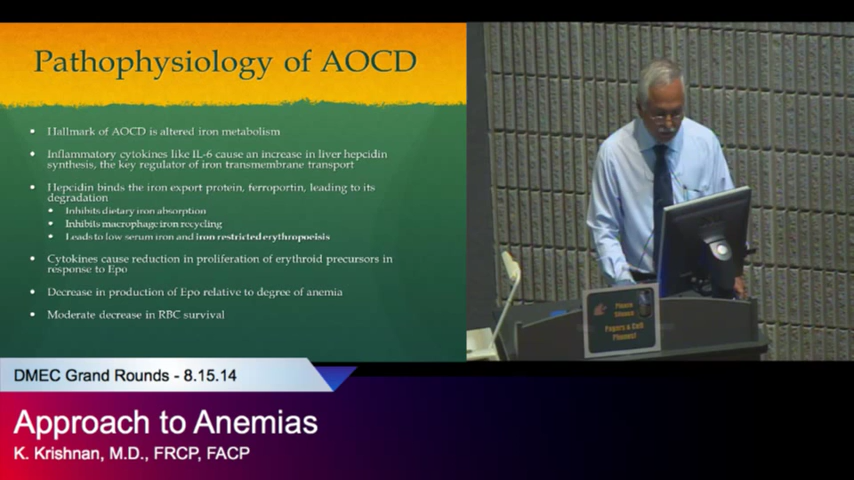 Pathophysiology of AOCD
• Hallmark of AOCD is altered iron metabolism
• Inflammatory cytokines like IL-6 cause an increase in liver hepcidin
synthesis, the key regulator of iron transmembrane transport
• Hepcidin binds the iron export protein, ferroportin, leading to its
degradation
• Inhibits dietary iron absorption
• Inhibits macrophage iron recycling
• Leads to low serum iron and iron restricted erythropoeisis
• Cytokines cause reduction in proliferation of erythroid precursors in
response to Epo
• Decrease in production of Epo relative to degree of anemia
• Moderate decrease in RBC survival
Please
Silence
Pagers & Cell
Phones!
DMEC Grand Rounds - 8.15.14
Approach to Anemias
K. Krishnan, M.D., FRCP, FACP